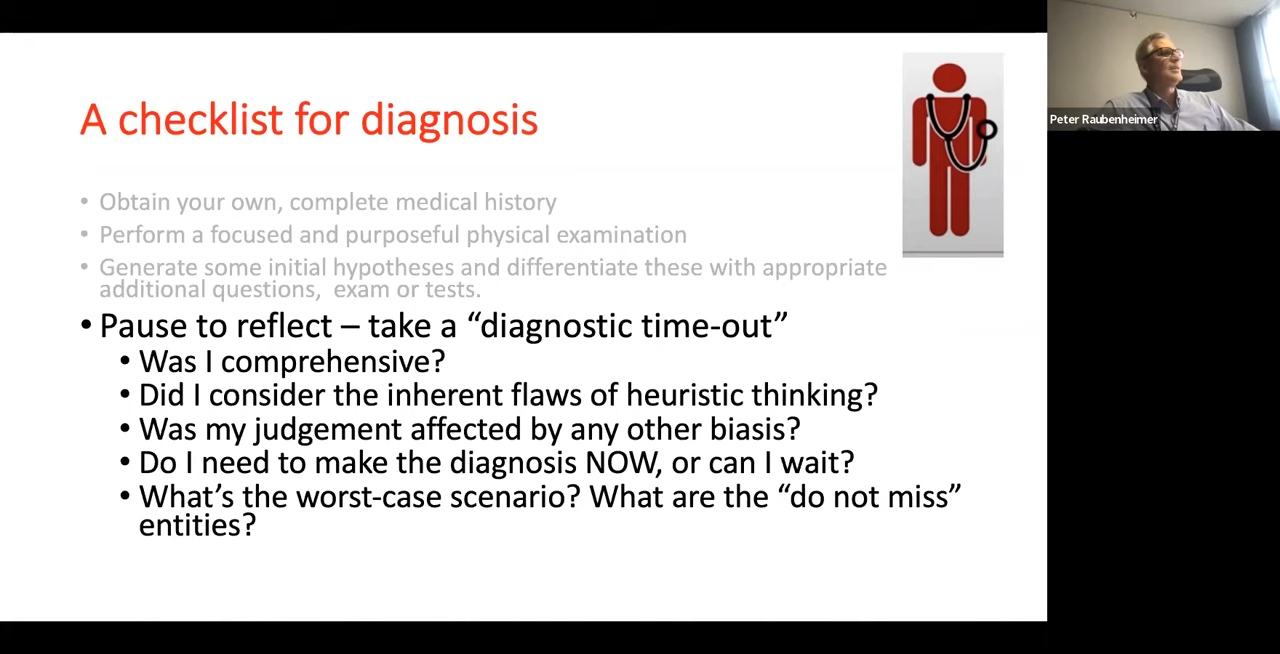 A checklist for diagnosis
• Obtain your own, complete medical history
• Perform a focused and purposeful physical examination
• Generate some initial hypotheses and differentiate these with appropriate
additional questions,  exam or tests.
• Pause to reflect – take a “diagnostic time-out”
• Was I comprehensive?
• Did I consider the inherent flaws of heuristic thinking?
• Was my judgement affected by any other biasis?
• Do I need to make the diagnosis NOW, or can I wait?
• What’s the worst-case scenario? What are the “do not miss”
entities?
Peter Raubenheimer